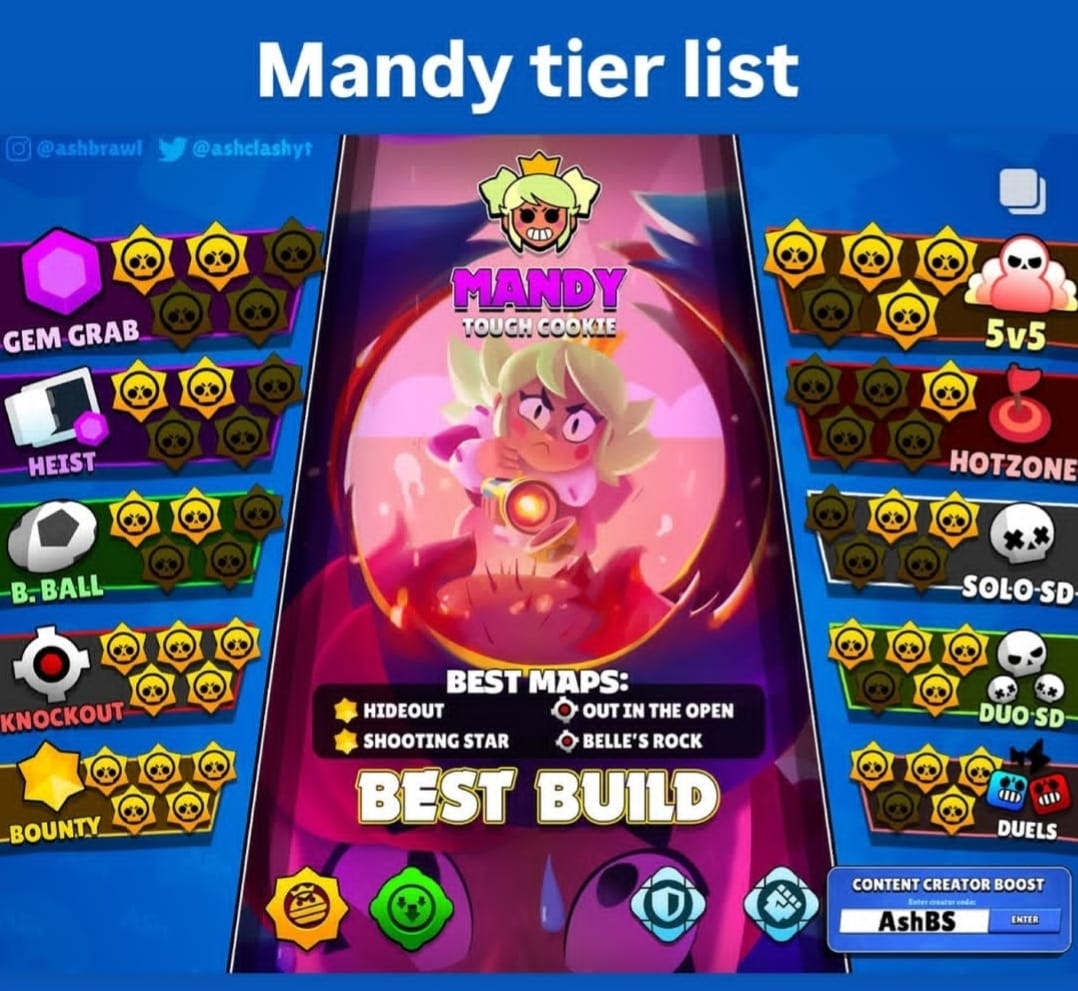 Mandy tier list
@ashbrawl @ashclashyt
MANDY
TOUGH COOKIE
GEM GRAB
HEIST
B. BALL
KNOCKOUT
BOUNTY
5v5
HOTZONE
SOLO-SD
DUO SD
DUELS
BEST MAPS:
HIDEOUT
OUT IN THE OPEN
SHOOTING STAR
BELLE'S ROCK
BEST BUILD
CONTENT CREATOR BOOST
Enter creator code:
AshBS
ENTER